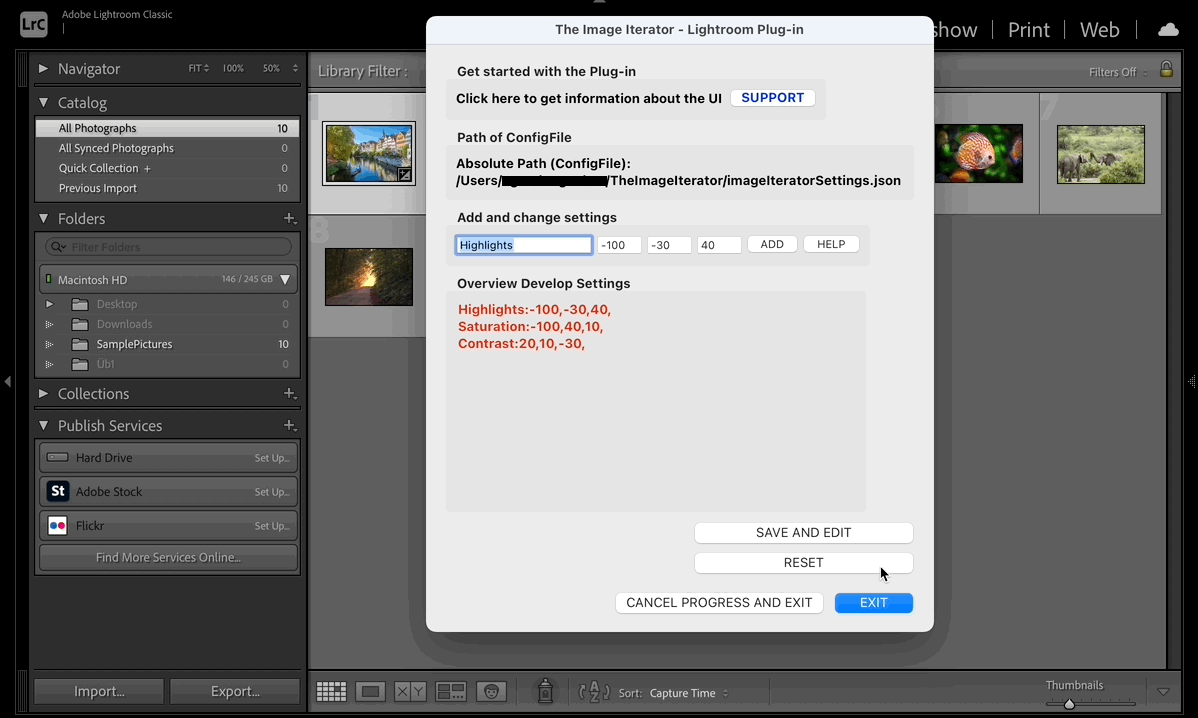 LrC
Adobe Lightroom Classic
Print
Web
Navigator FIT 100% 50%
Catalog
All Photographs 10
All Synced Photographs 0
Quick Collection + 0
Previous Import 10
Folders
Filter Folders
Macintosh HD 146 / 245 GB
Desktop 0
Downloads 0
SamplePictures 10
Üb1 0
Collections
Publish Services
Hard Drive Set Up...
St Adobe Stock Set Up...
Flickr Set Up...
Find More Services Online...
Import... Export...
Library Filter :
Filters Off
7
8
The Image Iterator - Lightroom Plug-in
Get started with the Plug-in
Click here to get information about the UI SUPPORT
Path of ConfigFile
Absolute Path (ConfigFile):
/Users/ /TheImageIterator/imageIteratorSettings.json
Add and change settings
Highlights -100 -30 40 ADD HELP
Overview Develop Settings
Highlights:-100,-30,40,
Saturation:-100,40,10,
Contrast:20,10,-30,
SAVE AND EDIT
RESET
CANCEL PROGRESS AND EXIT EXIT
X Y
A Z
Sort: Capture Time
Thumbnails